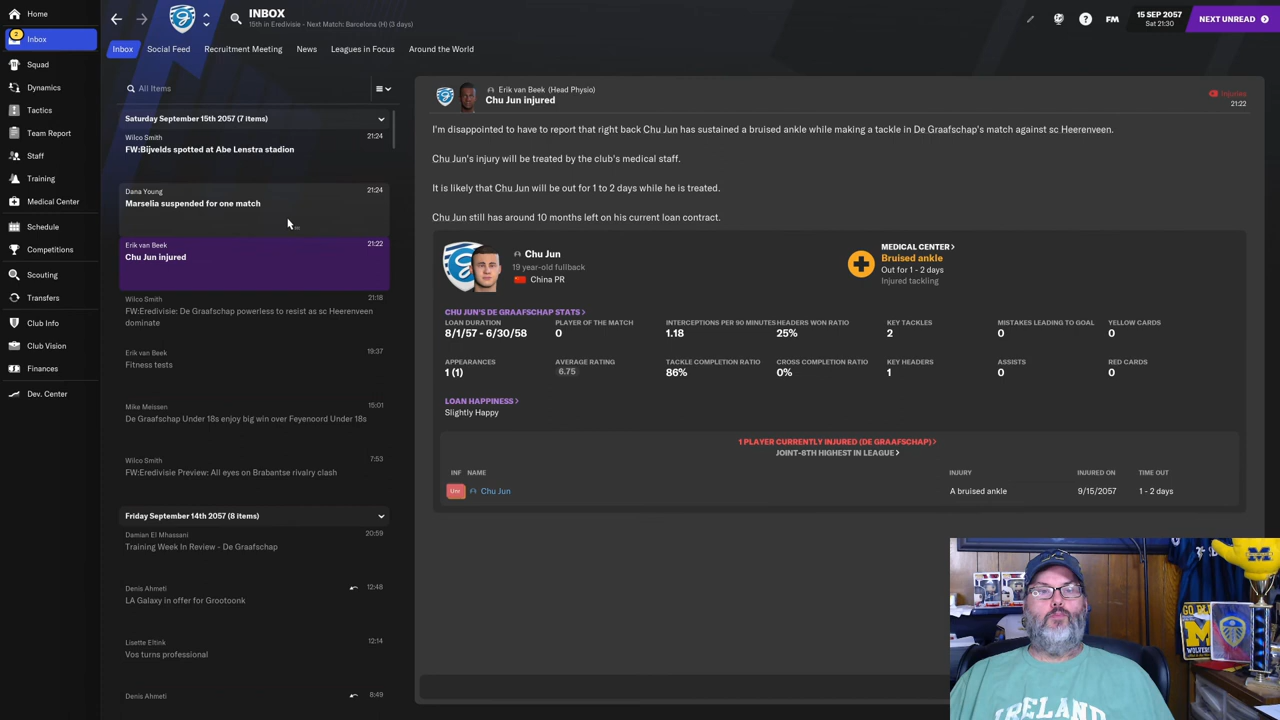 Home
INBOX
15th in Eredivisie - Next Match: Barcelona (H) (3 days)
FM
15 SEP 2057
Sat 21:30
NEXT UNREAD
2
Inbox
Squad
Dynamics
Tactics
Team Report
Staff
Training
Medical Center
Schedule
Competitions
Scouting
Transfers
Club Info
Club Vision
Finances
Dev. Center
Inbox
Social Feed
Recruitment Meeting
News
Leagues in Focus
Around the World
All Items
Saturday September 15th 2057 (7 items)
Wilco Smith
21:24
FW:Bijvelds spotted at Abe Lenstra stadion
Dana Young
21:24
Marselia suspended for one match
Erik van Beek
21:22
Chu Jun injured
Wilco Smith
21:18
FW:Eredivisie: De Graafschap powerless to resist as sc Heerenveen
dominate
Erik van Beek
19:37
Fitness tests
Mike Meissen
15:01
De Graafschap Under 18s enjoy big win over Feyenoord Under 18s
Wilco Smith
7:53
FW:Eredivisie Preview: All eyes on Brabantse rivalry clash
Friday September 14th 2057 (8 items)
Damian El Mhassani
20:59
Training Week In Review - De Graafschap
Denis Ahmeti
12:48
LA Galaxy in offer for Grootoonk
Lisette Eltink
12:14
Vos turns professional
Denis Ahmeti
8:49
Erik van Beek (Head Physio)
Chu Jun injured
Injuries
21:22
I'm disappointed to have to report that right back Chu Jun has sustained a bruised ankle while making a tackle in De Graafschap's match against sc Heerenveen.
Chu Jun's injury will be treated by the club's medical staff.
It is likely that Chu Jun will be out for 1 to 2 days while he is treated.
Chu Jun still has around 10 months left on his current loan contract.
Chu Jun
19 year-old fullback
China PR
MEDICAL CENTER
Bruised ankle
Out for 1 - 2 days
Injured tackling
CHU JUN'S DE GRAAFSCHAP STATS
LOAN DURATION
PLAYER OF THE MATCH
INTERCEPTIONS PER 90 MINUTES
HEADERS WON RATIO
KEY TACKLES
MISTAKES LEADING TO GOAL
YELLOW CARDS
8/1/57 - 6/30/58
0
1.18
25%
2
0
0
APPEARANCES
AVERAGE RATING
TACKLE COMPLETION RATIO
CROSS COMPLETION RATIO
KEY HEADERS
ASSISTS
RED CARDS
1 (1)
6.75
86%
0%
1
0
0
LOAN HAPPINESS
Slightly Happy
1 PLAYER CURRENTLY INJURED (DE GRAAFSCHAP)
JOINT-8TH HIGHEST IN LEAGUE
INF
NAME
INJURY
INJURED ON
TIME OUT
Unr
Chu Jun
A bruised ankle
9/15/2057
1 - 2 days
M
M
IRELAND